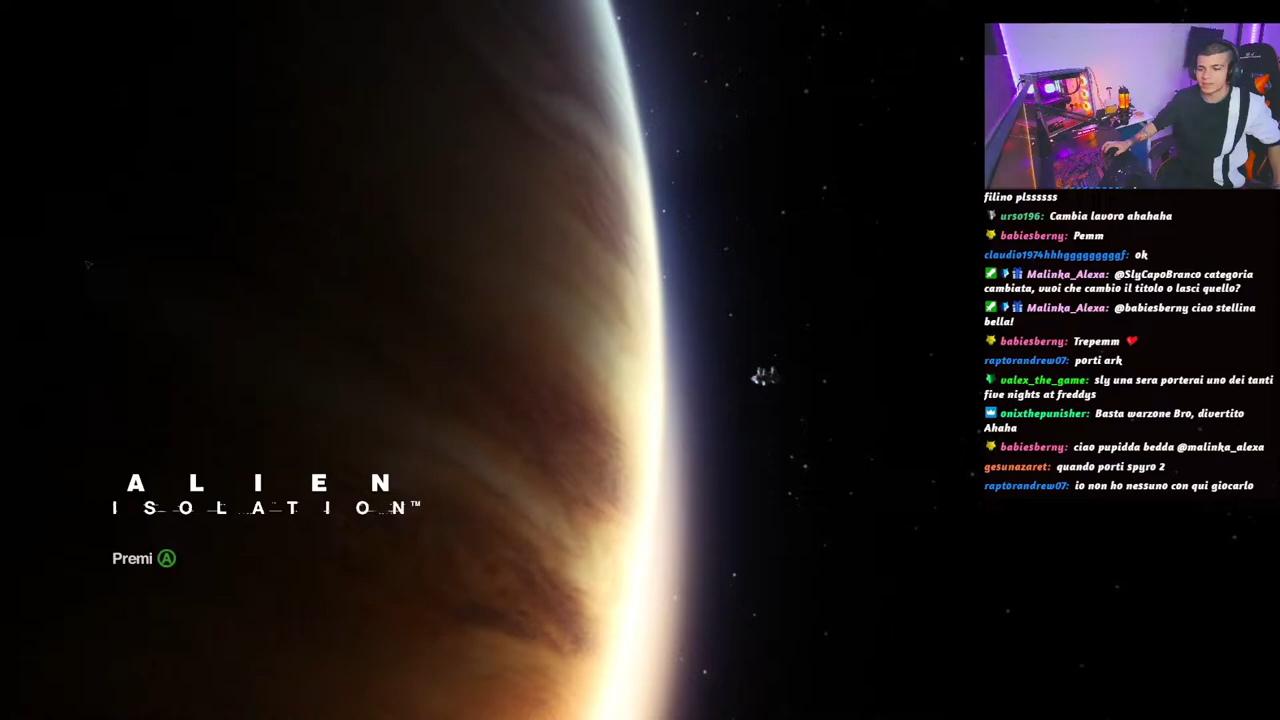 A L I E N
I S O L A T I O N™
Premi A
filino plssssss
urso196: Cambia lavoro ahahaha
babiesberny: Pemm
claudio1974hhhgggggggggf: ok
Malinka_Alexa: @SlyCapoBranco categoria
cambiata, vuoi che cambio il titolo o lasci quello?
Malinka_Alexa: @babiesberny ciao stellina
bella!
babiesberny: Trepemm
raptorandrew07: porti ark
valex_the_game: sly una sera porterai uno dei tanti
five nights at freddys
onixthepunisher: Basta warzone Bro, divertito
Ahaha
babiesberny: ciao pupidda bedda @malinka_alexa
gesunazaret: quando porti spyro 2
raptorandrew07: io non ho nessuno con qui giocarlo